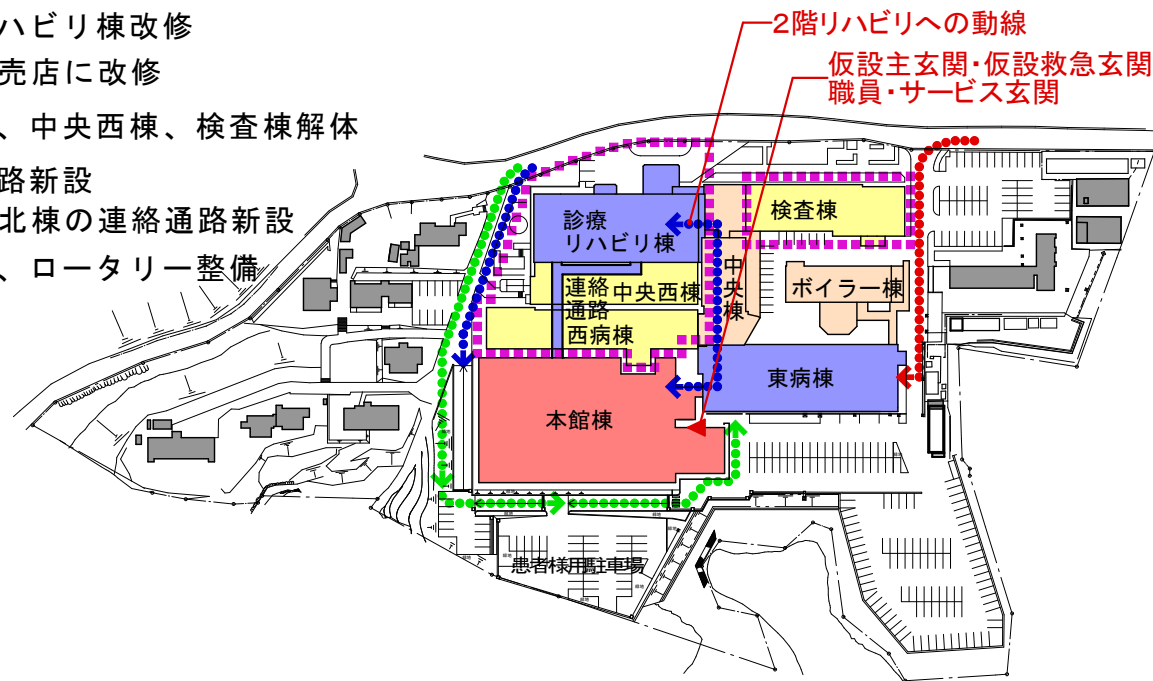 ハビリ棟改修
売店に改修
、中央西棟、検査棟解体
路新設
北棟の連絡通路新設
、ロータリー整備
2階リハビリへの動線
仮設主玄関・仮設救急玄関
職員・サービス玄関
診療
リハビリ棟
検査棟
中央棟
連絡
通路
中央西棟
西病棟
ボイラー棟
東病棟
本館棟
患者様用駐車場